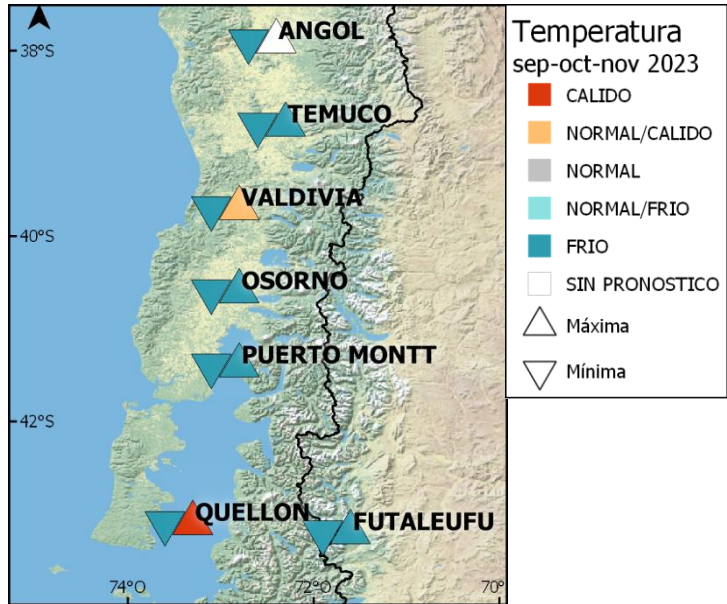 38°S
ANGOL
TEMUCO
VALDIVIA
40°S
OSORNO
PUERTO MONTT
42°S
QUELLON
FUTALEUFU
74°O
72°O
70°
Temperatura
sep-oct-nov 2023
CALIDO
NORMAL/CALIDO
NORMAL
NORMAL/FRIO
FRIO
SIN PRONOSTICO
Máxima
Mínima